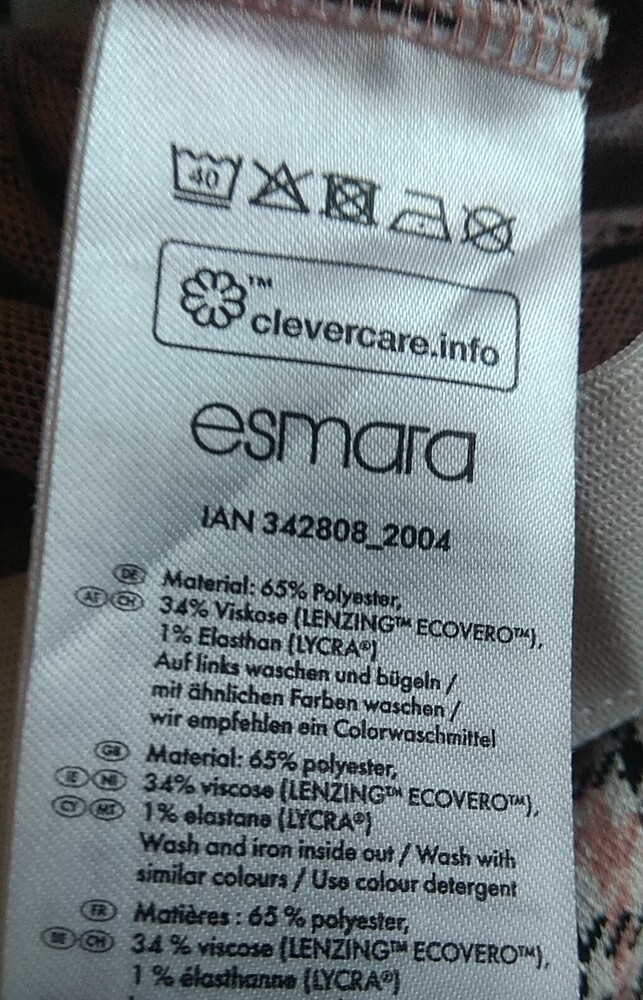 40
™
clevercare.info
esmara
IAN 342808_2004
DE Material: 65% Polyester,
AT CH 34% Viskose (LENZING™ ECOVERO™),
1% Elasthan (LYCRA®)
Auf links waschen und bügeln /
mit ähnlichen Farben waschen /
wir empfehlen ein Colorwaschmittel
GB Material: 65% polyester,
IE NI 34% viscose (LENZING™ ECOVERO™),
CY MT 1% elastane (LYCRA®)
Wash and iron inside out / Wash with
similar colours / Use colour detergent
FR Matières : 65 % polyester,
BE CH 34 % viscose (LENZING™ ECOVERO™),
1 % élasthanne (LYCRA®)